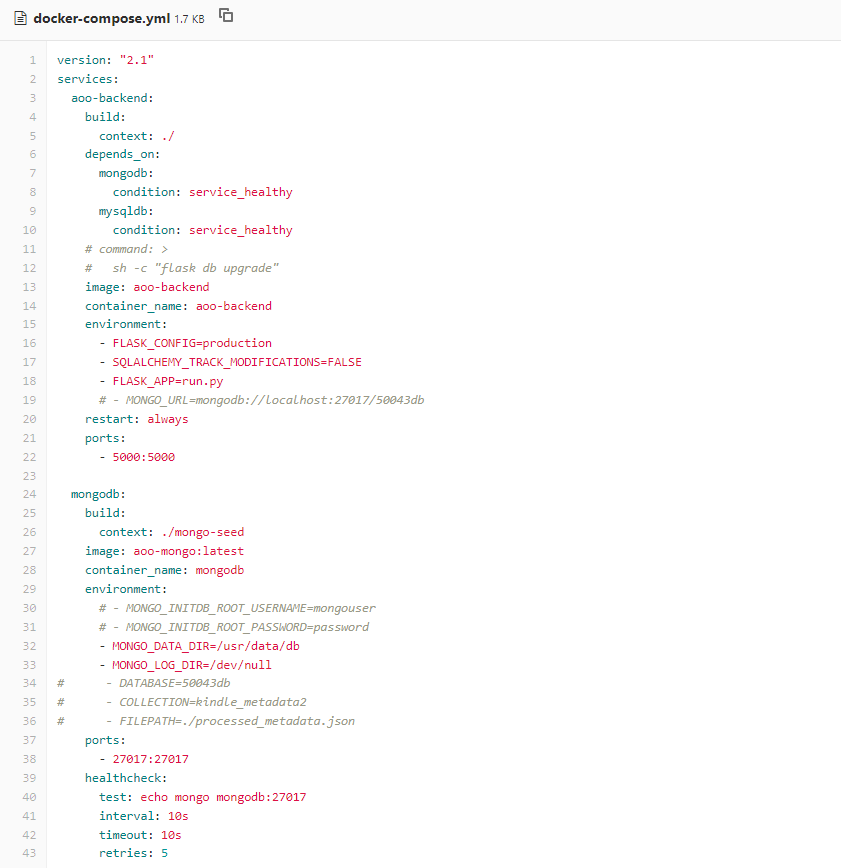 docker-compose.yml 1.7 KB
1 version: "2.1"
2 services:
3   aoo-backend:
4     build:
5       context: ./
6     depends_on:
7       mongodb:
8         condition: service_healthy
9       mysqldb:
10         condition: service_healthy
11     # command: >
12     #   sh -c "flask db upgrade"
13     image: aoo-backend
14     container_name: aoo-backend
15     environment:
16       - FLASK_CONFIG=production
17       - SQLALCHEMY_TRACK_MODIFICATIONS=FALSE
18       - FLASK_APP=run.py
19       # - MONGO_URL=mongodb://localhost:27017/50043db
20     restart: always
21     ports:
22       - 5000:5000
23
24   mongodb:
25     build:
26       context: ./mongo-seed
27     image: aoo-mongo:latest
28     container_name: mongodb
29     environment:
30       # - MONGO_INITDB_ROOT_USERNAME=mongouser
31       # - MONGO_INITDB_ROOT_PASSWORD=password
32       - MONGO_DATA_DIR=/usr/data/db
33       - MONGO_LOG_DIR=/dev/null
34 #      - DATABASE=50043db
35 #      - COLLECTION=kindle_metadata2
36 #      - FILEPATH=./processed_metadata.json
37     ports:
38       - 27017:27017
39     healthcheck:
40       test: echo mongo mongodb:27017
41       interval: 10s
42       timeout: 10s
43       retries: 5